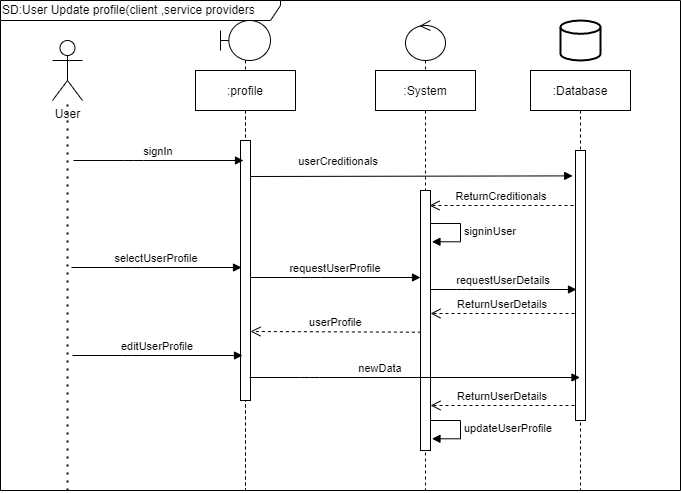 SD:User Update profile(client ,service providers
User
:profile
:System
:Database
signIn
userCreditionals
ReturnCreditionals
signinUser
selectUserProfile
requestUserProfile
requestUserDetails
ReturnUserDetails
userProfile
editUserProfile
newData
ReturnUserDetails
updateUserProfile